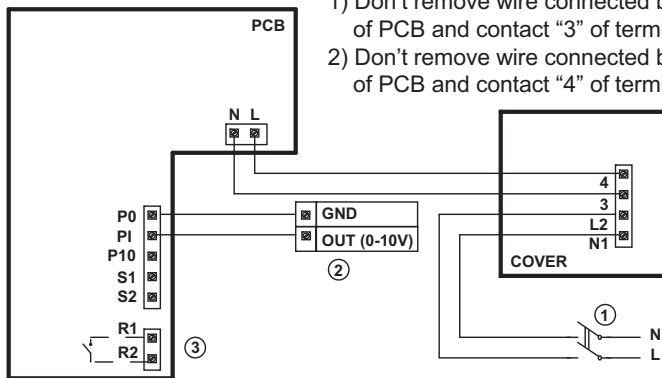 1) Don't remove wire connected
of PCB and contact “3” of
2) Don't remove wire connected
of PCB and contact “4” of
PCB
N L
4
3
L2
N1
COVER
P0
PI
P10
S1
S2
GND
OUT (0-10V)
2
R1
R2
3
1
N
L